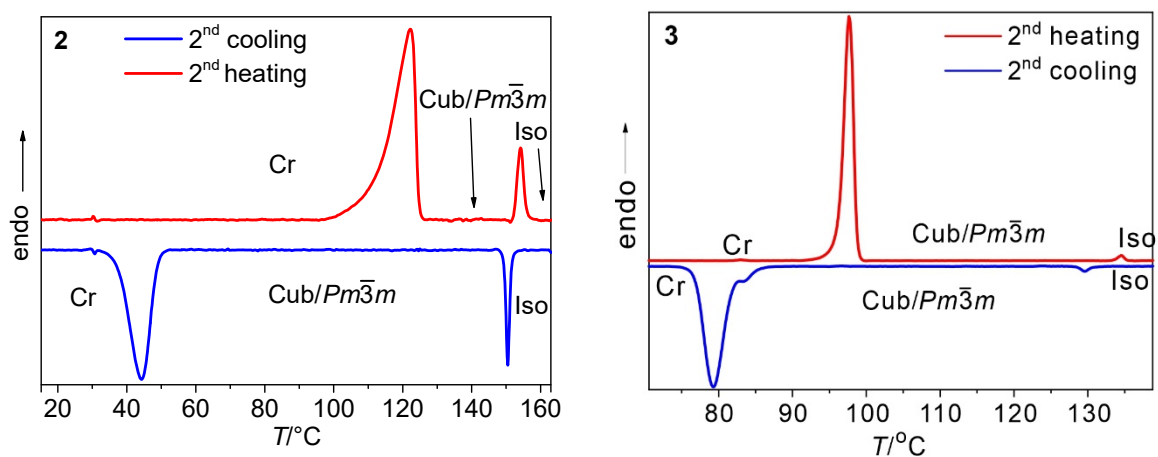 2
2nd cooling
2nd heating
Cub/Pm3̅m
Iso
Cr
Cr
Cub/Pm3̅m
Iso
endo
20 40 60 80 100 120 140 160
T/°C
3
2nd heating
2nd cooling
Cr
Cub/Pm3̅m
Iso
Cr
Cub/Pm3̅m
Iso
endo
80 90 100 110 120 130
T/°C